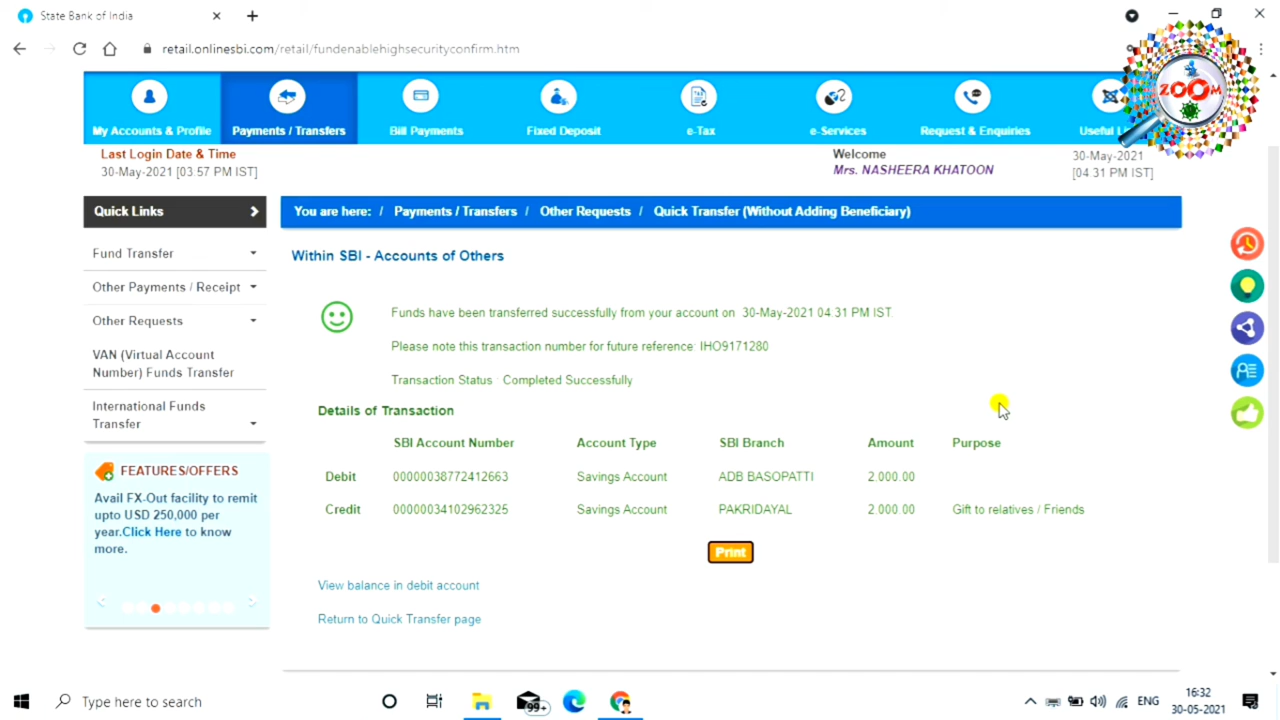 State Bank of India
retail.onlinesbi.com/retail/fundenablehighsecurityconfirm.htm
ZOOM
My Accounts & Profile
Payments / Transfers
Bill Payments
Fixed Deposit
e-Tax
e-Services
Request & Enquiries
Useful
Last Login Date & Time
30-May-2021 [03.57 PM IST]
Welcome
Mrs. NASHEERA KHATOON
30-May-2021
[04.31 PM IST]
Quick Links
You are here: / Payments / Transfers / Other Requests / Quick Transfer (Without Adding Beneficiary)
Fund Transfer
Other Payments / Receipt
Other Requests
VAN (Virtual Account
Number) Funds Transfer
International Funds
Transfer
Within SBI - Accounts of Others
Funds have been transferred successfully from your account on 30-May-2021 04.31 PM IST.
Please note this transaction number for future reference: IHO9171280
Transaction Status Completed Successfully
Details of Transaction
SBI Account Number Account Type SBI Branch Amount Purpose
Debit 00000038772412663 Savings Account ADB BASOPATTI 2,000.00
Credit 00000034102962325 Savings Account PAKRIDAYAL 2,000.00 Gift to relatives / Friends
Print
View balance in debit account
Return to Quick Transfer page
FEATURES/OFFERS
Avail FX-Out facility to remit
upto USD 250,000 per
year.Click Here to know
more.
Type here to search
99+
ENG
16:32
30-05-2021